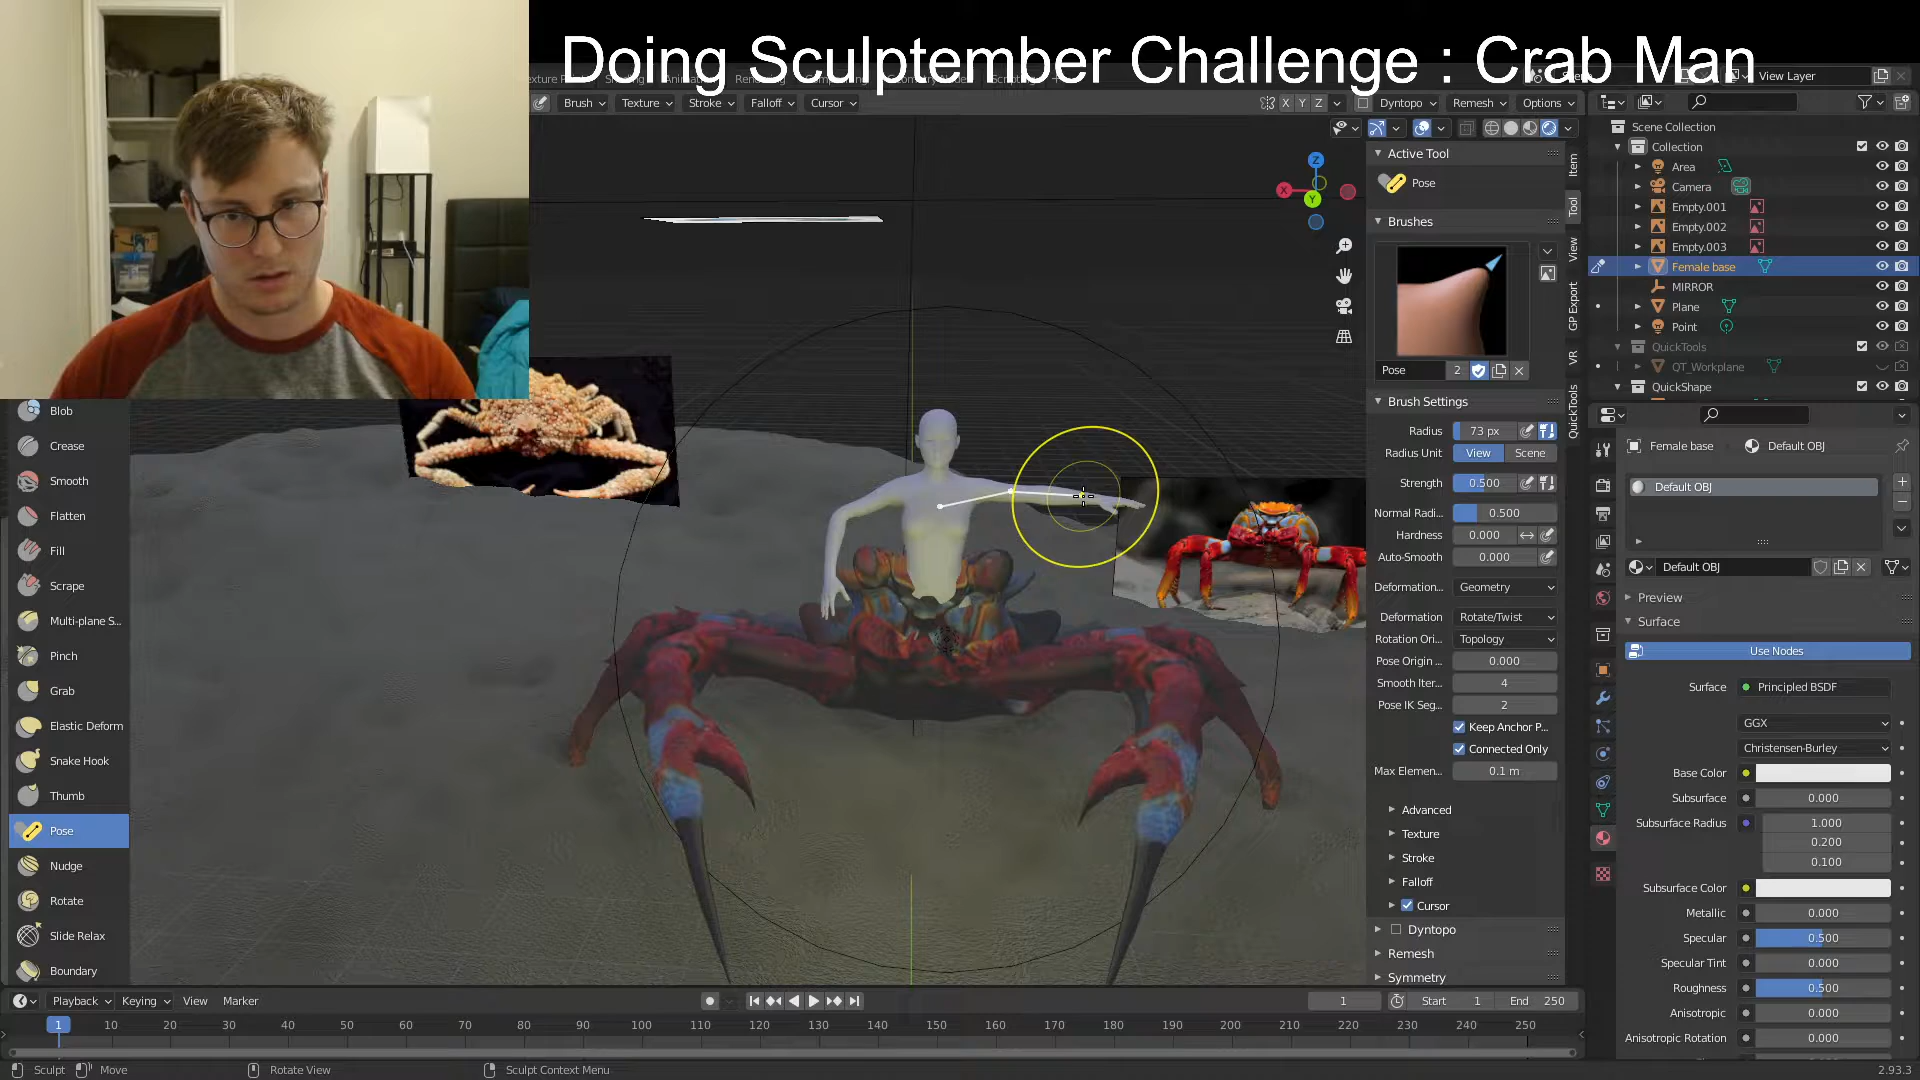 Doing Sculptember Challenge : Crab Man
View Layer
Brush
Texture
Stroke
Falloff
Cursor
X Y Z
Dyntopo
Remesh
Options
Blob
Crease
Smooth
Flatten
Fill
Scrape
Multi-plane S...
Pinch
Grab
Elastic Deform
Snake Hook
Thumb
Pose
Nudge
Rotate
Slide Relax
Boundary
Z
X
Y
Active Tool
Pose
Brushes
Pose 2
Brush Settings
Radius 73 px
Radius Unit View Scene
Strength 0.500
Normal Radi... 0.500
Hardness 0.000
Auto-Smooth 0.000
Deformation... Geometry
Deformation Rotate/Twist
Rotation Ori... Topology
Pose Origin ... 0.000
Smooth Iter... 4
Pose IK Seg... 2
Keep Anchor P...
Connected Only
Max Elemen... 0.1 m
Advanced
Texture
Stroke
Falloff
Cursor
Dyntopo
Remesh
Symmetry
Item
Tool
View
GP Export
VR
QuickTools
Scene Collection
Collection
Area
Camera
Empty.001
Empty.002
Empty.003
Female base
MIRROR
Plane
Point
QuickTools
QT_Workplane
QuickShape
Female base
Default OBJ
Default OBJ
Default OBJ
Preview
Surface
Use Nodes
Surface Principled BSDF
GGX
Christensen-Burley
Base Color
Subsurface 0.000
Subsurface Radius 1.000
0.200
0.100
Subsurface Color
Metallic 0.000
Specular 0.500
Specular Tint 0.000
Roughness 0.500
Anisotropic 0.000
Anisotropic Rotation 0.000
Playback
Keying
View
Marker
1
Start 1
End 250
1 10 20 30 40 50 60 70 80 90 100 110 120 130 140 150 160 170 180 190 200 210 220 230 240 250
Sculpt
Move
Rotate View
Sculpt Context Menu
2.93.3